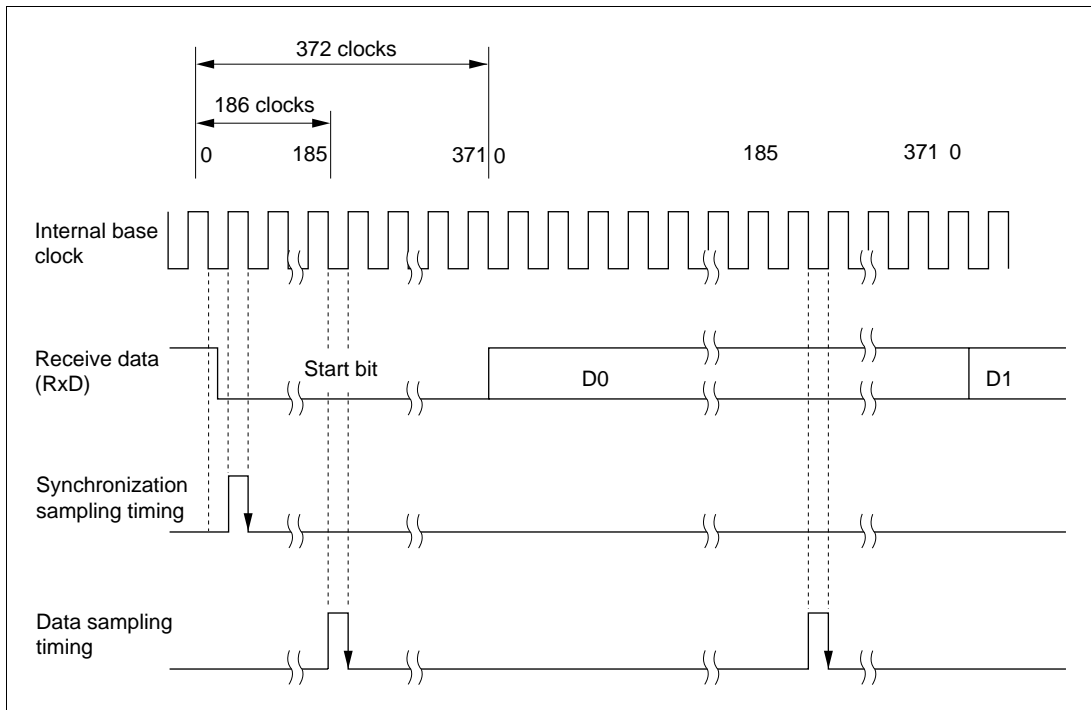 372 clocks
186 clocks
0 185 371 0 185 371 0
Internal base
clock
Receive data
(RxD)
Start bit
D0
D1
Synchronization
sampling timing
Data sampling
timing